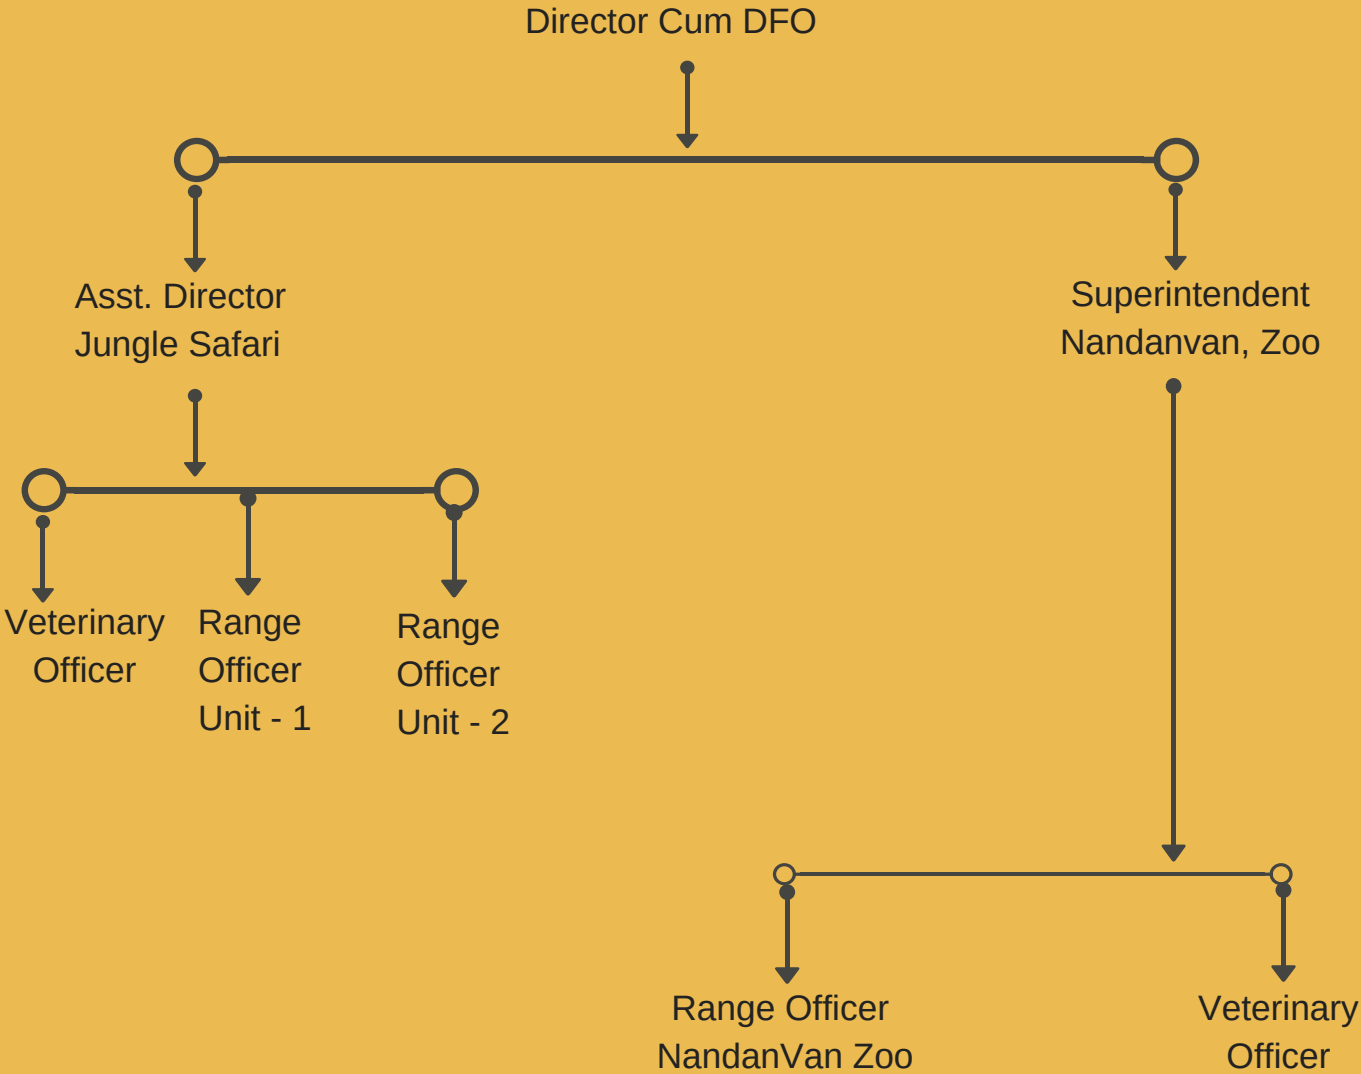 Director Cum DFO
Asst. Director
Jungle Safari
Superintendent
Nandanvan, Zoo
Veterinary
Officer
Range
Officer
Unit - 1
Range
Officer
Unit - 2
Range Officer
NandanVan Zoo
Veterinary
Officer